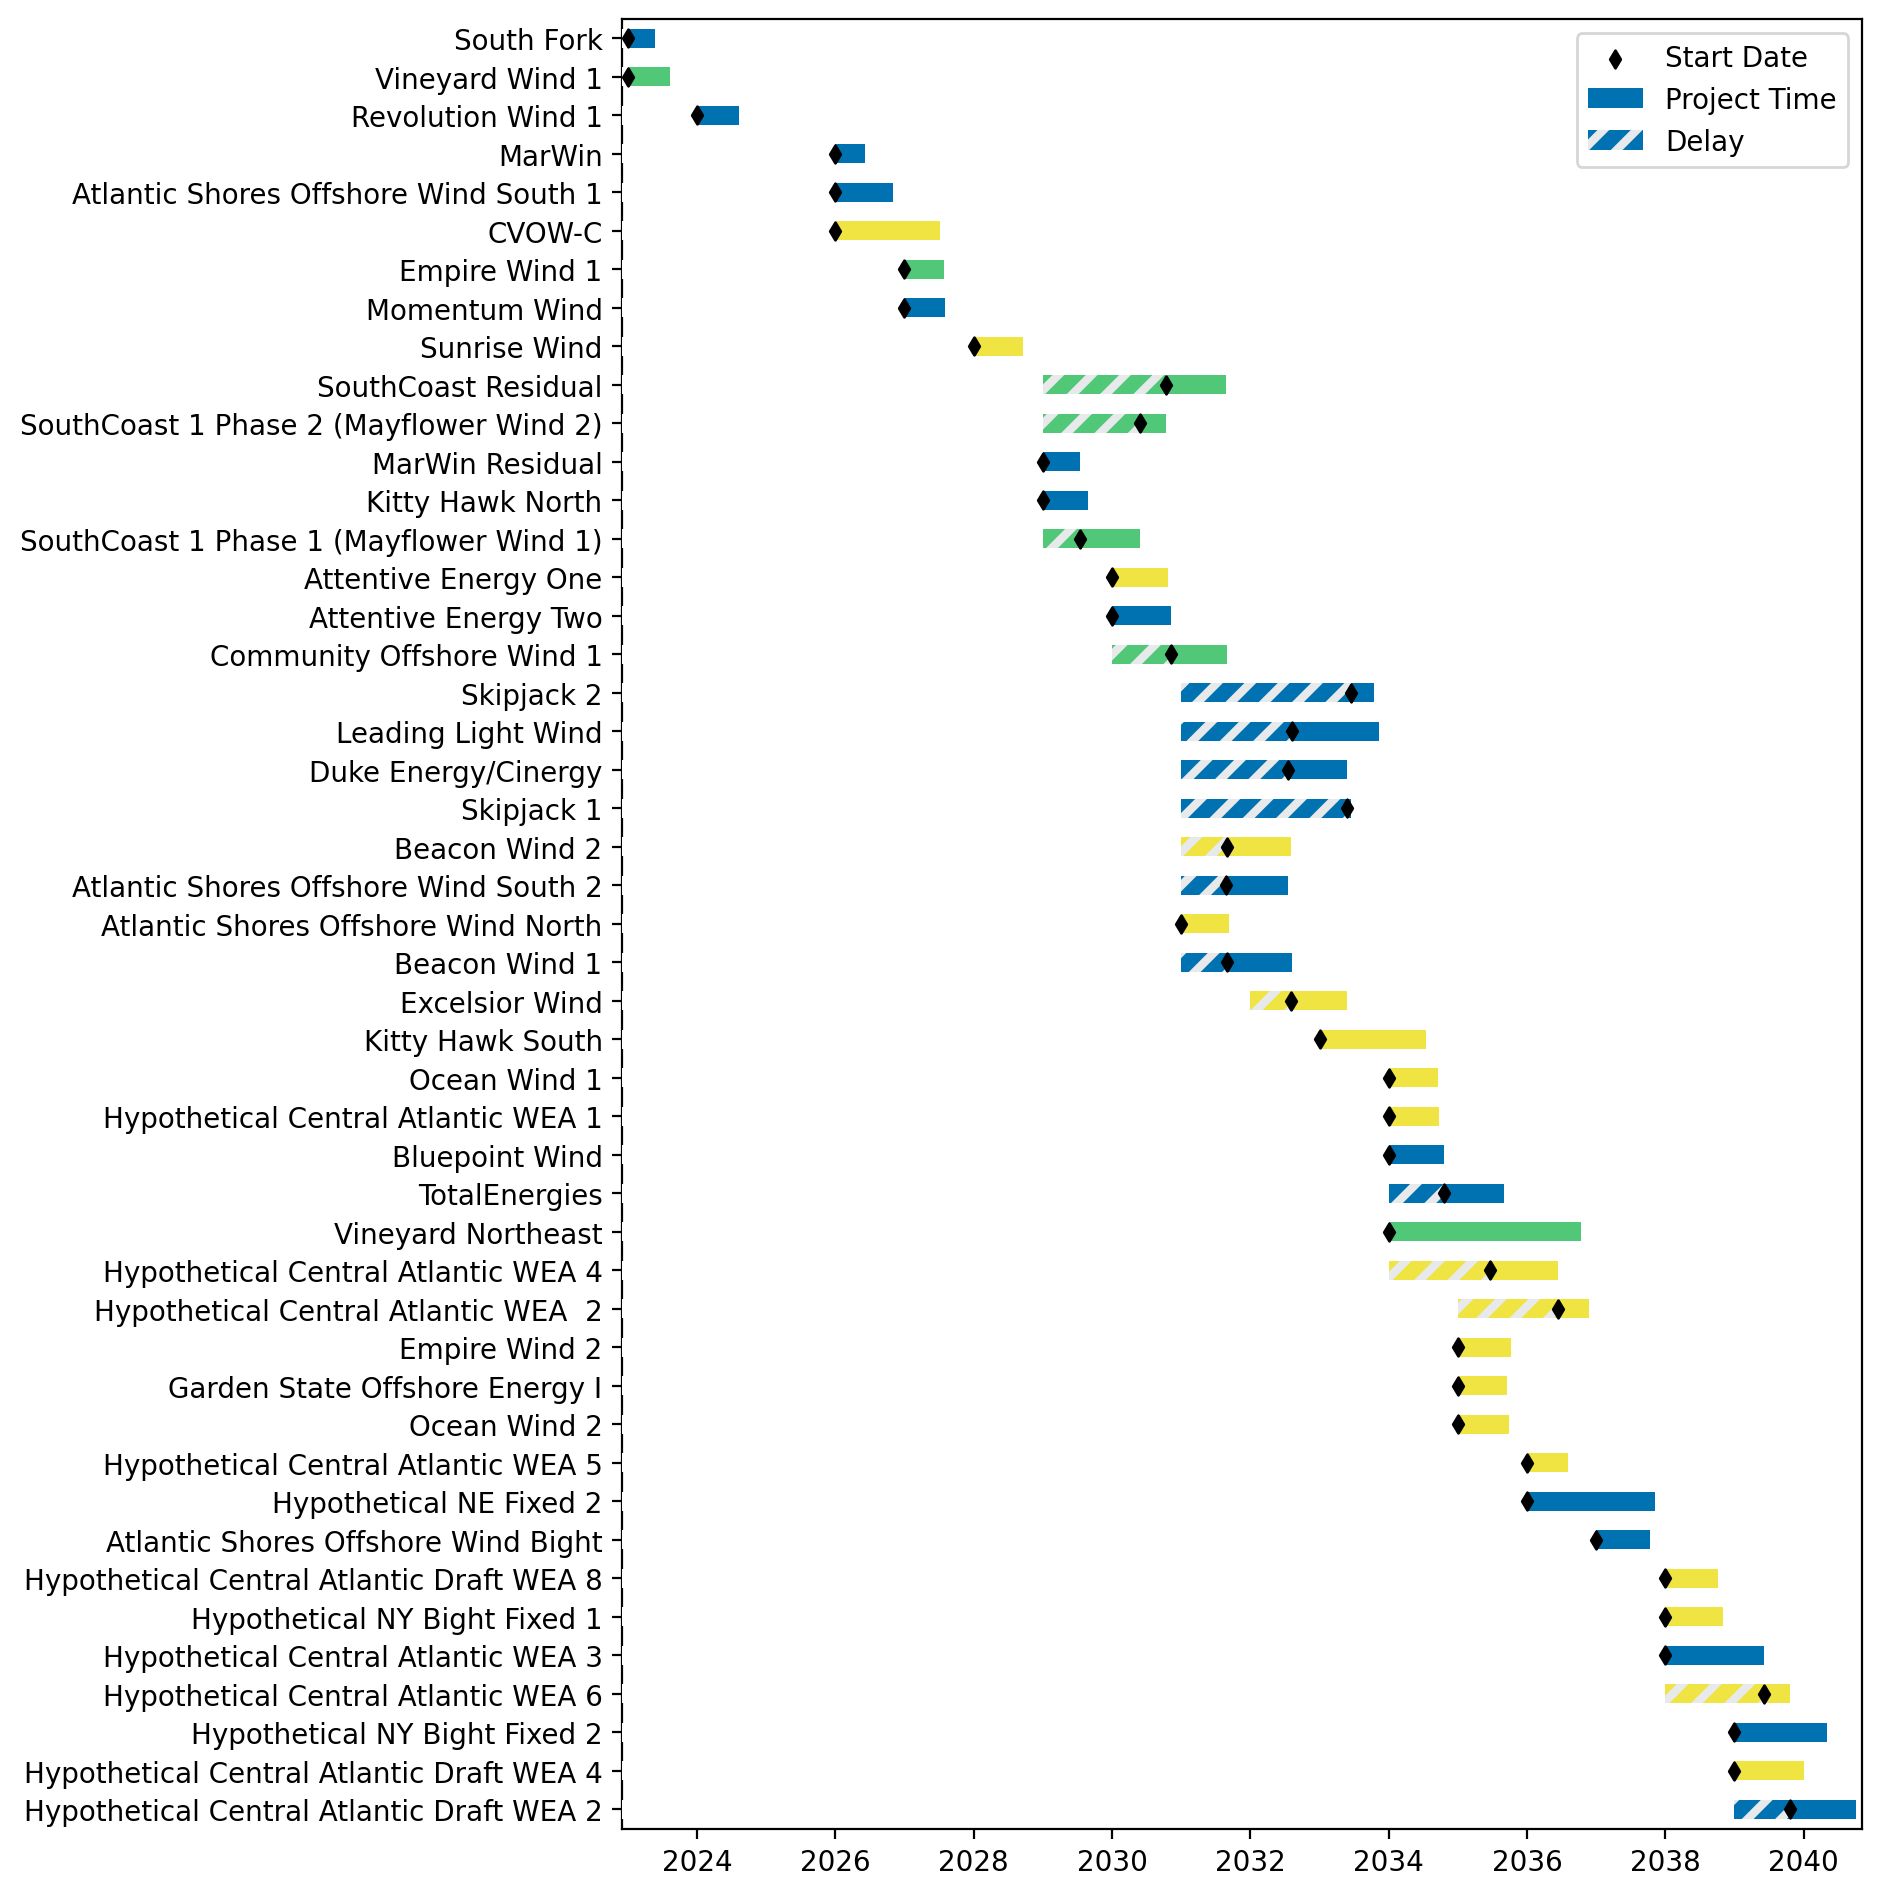 South Fork
Vineyard Wind 1
Revolution Wind 1
MarWin
Atlantic Shores Offshore Wind South 1
CVOW-C
Empire Wind 1
Momentum Wind
Sunrise Wind
SouthCoast Residual
SouthCoast 1 Phase 2 (Mayflower Wind 2)
MarWin Residual
Kitty Hawk North
SouthCoast 1 Phase 1 (Mayflower Wind 1)
Attentive Energy One
Attentive Energy Two
Community Offshore Wind 1
Skipjack 2
Leading Light Wind
Duke Energy/Cinergy
Skipjack 1
Beacon Wind 2
Atlantic Shores Offshore Wind South 2
Atlantic Shores Offshore Wind North
Beacon Wind 1
Excelsior Wind
Kitty Hawk South
Ocean Wind 1
Hypothetical Central Atlantic WEA 1
Bluepoint Wind
TotalEnergies
Vineyard Northeast
Hypothetical Central Atlantic WEA 4
Hypothetical Central Atlantic WEA  2
Empire Wind 2
Garden State Offshore Energy I
Ocean Wind 2
Hypothetical Central Atlantic WEA 5
Hypothetical NE Fixed 2
Atlantic Shores Offshore Wind Bight
Hypothetical Central Atlantic Draft WEA 8
Hypothetical NY Bight Fixed 1
Hypothetical Central Atlantic WEA 3
Hypothetical Central Atlantic WEA 6
Hypothetical NY Bight Fixed 2
Hypothetical Central Atlantic Draft WEA 4
Hypothetical Central Atlantic Draft WEA 2
Start Date
Project Time
Delay
2024 2026 2028 2030 2032 2034 2036 2038 2040